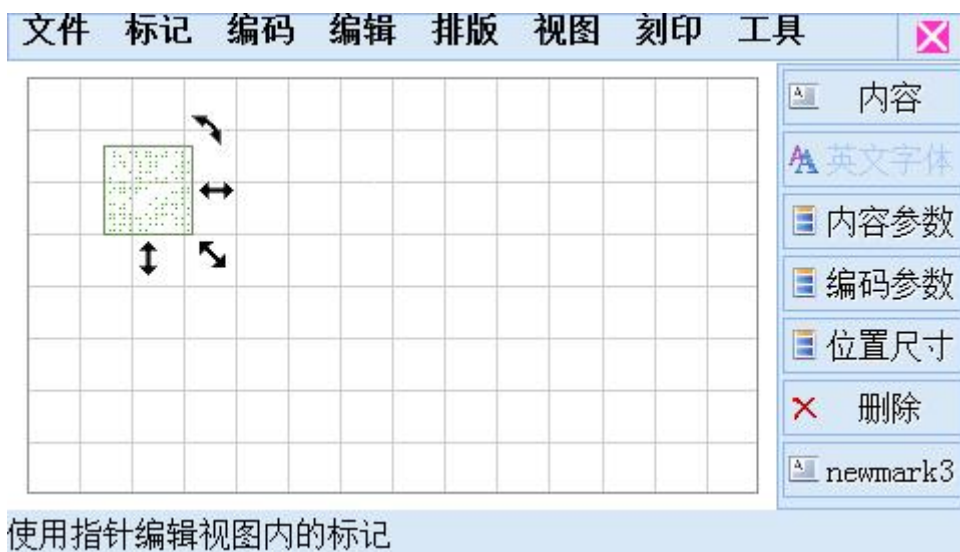 文件 标记 编码 编辑 排版 视图 刻印 工具
内容
英文字体
内容参数
编码参数
位置尺寸
删除
newmark3
使用指针编辑视图内的标记